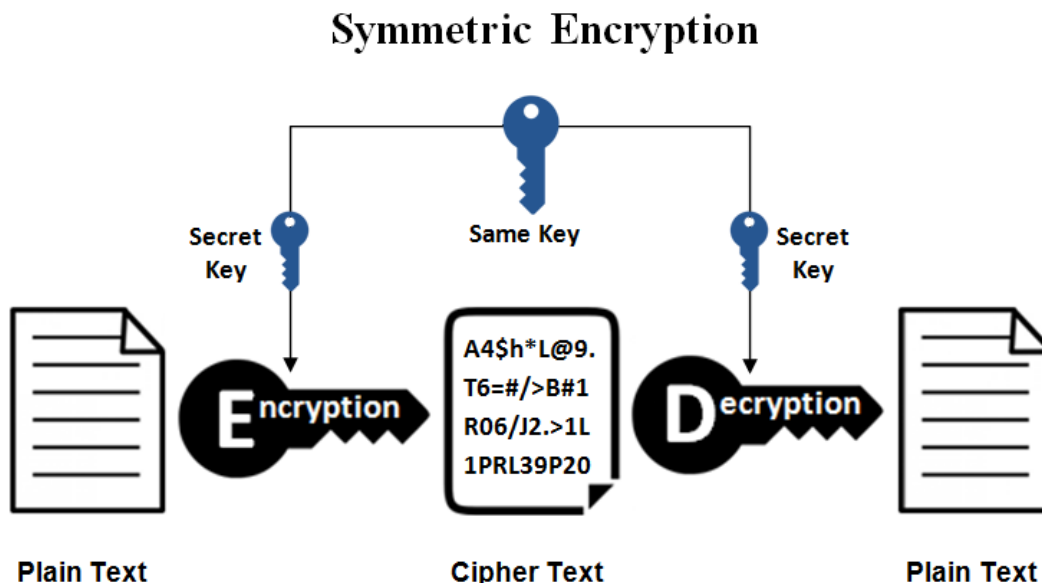 Symmetric Encryption
Secret
Key
Same Key
Secret
Key
A4$h*L@9.
T6=#/>B#1
R06/J2.>1L
1PRL39P20
Encryption
Decryption
Plain Text
Cipher Text
Plain Text